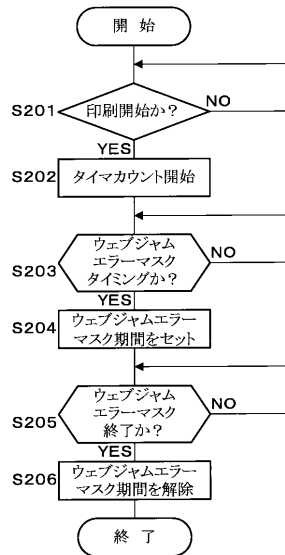 開 始
S201
印刷開始か?
NO
YES
S202
タイマカウント開始
S203
ウェブジャム
エラーマスク
タイミングか?
NO
YES
S204
ウェブジャムエラー
マスク期間をセット
S205
ウェブジャム
エラーマスク
終了か?
NO
YES
S206
ウェブジャムエラー
マスク期間を解除
終 了